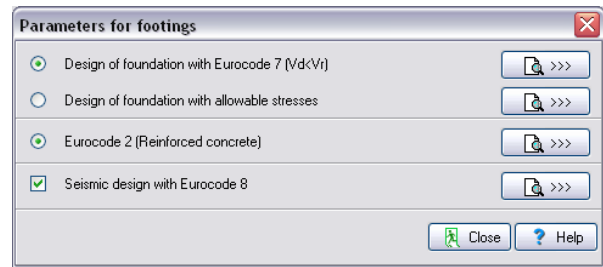 Parameters for footings
Design of foundation with Eurocode 7 (Vd<Vr)
>>>
Design of foundation with allowable stresses
>>>
Eurocode 2 (Reinforced concrete)
>>>
Seismic design with Eurocode 8
>>>
Close ? Help